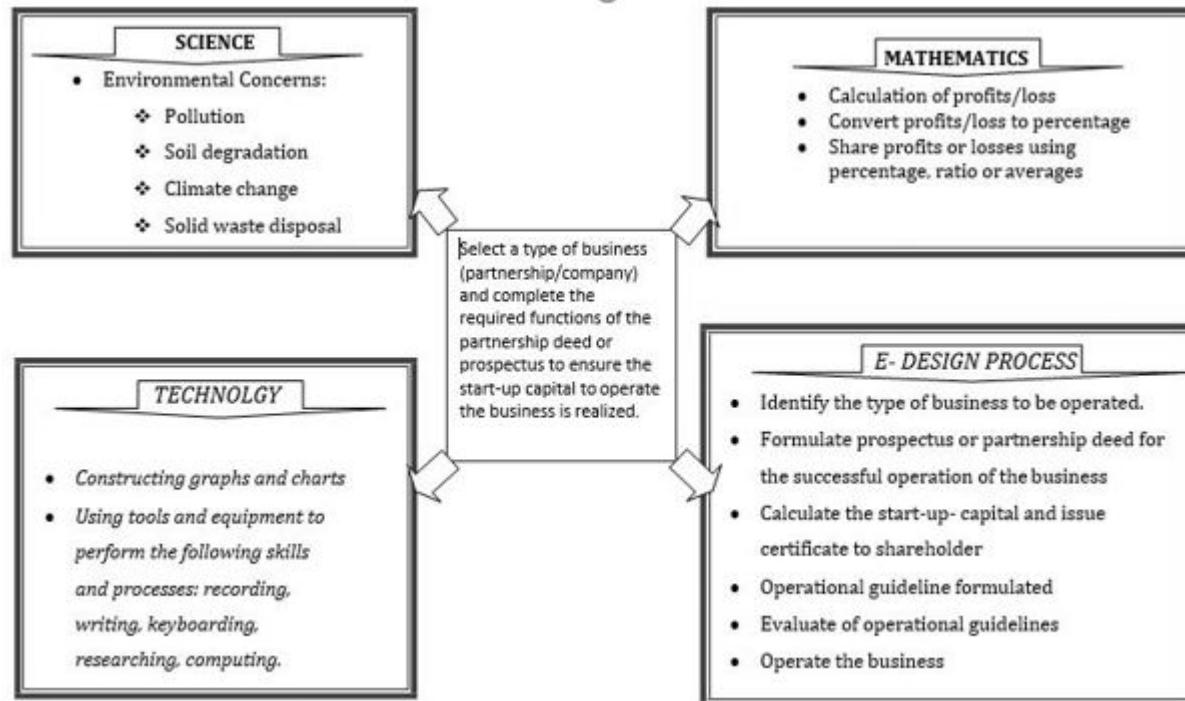 SCIENCE
• Environmental Concerns:
❖ Pollution
❖ Soil degradation
❖ Climate change
❖ Solid waste disposal
MATHEMATICS
• Calculation of profits/loss
• Convert profits/loss to percentage
• Share profits or losses using
percentage, ratio or averages
Select a type of business
(partnership/company)
and complete the
required functions of the
partnership deed or
prospectus to ensure the
start-up capital to operate
the business is realized.
TECHNOLGY
• Constructing graphs and charts
• Using tools and equipment to
perform the following skills
and processes: recording,
writing, keyboarding,
researching, computing.
E- DESIGN PROCESS
• Identify the type of business to be operated.
• Formulate prospectus or partnership deed for
the successful operation of the business
• Calculate the start-up- capital and issue
certificate to shareholder
• Operational guideline formulated
• Evaluate of operational guidelines
• Operate the business